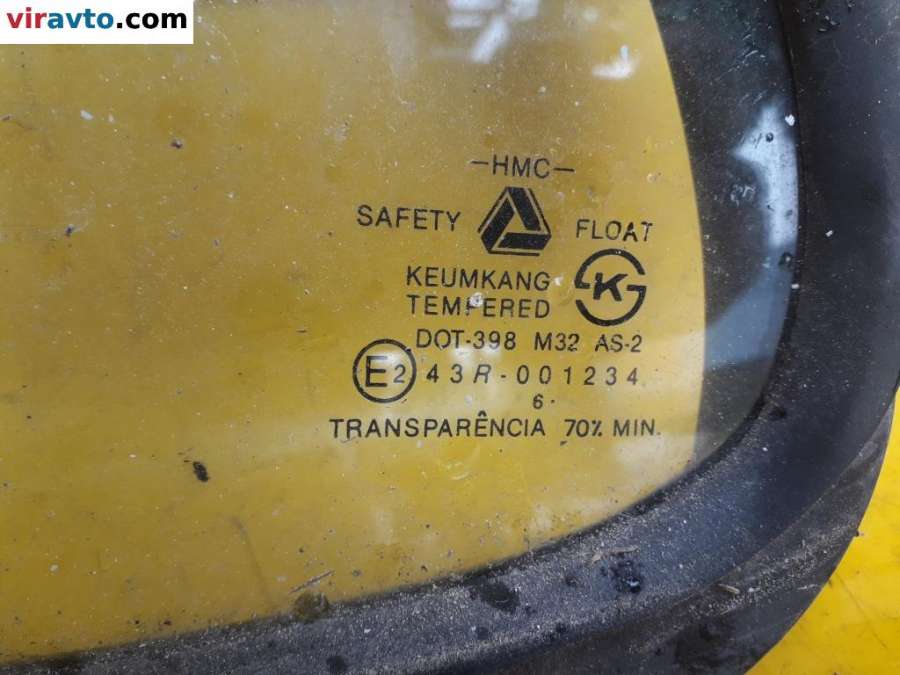 viravto.com
-HMC-
SAFETY FLOAT
KEUMKANG
TEMPERED
K
DOT-398 M32 AS-2
E2 43R-001234
6.
TRANSPARÊNCIA 70% MIN.